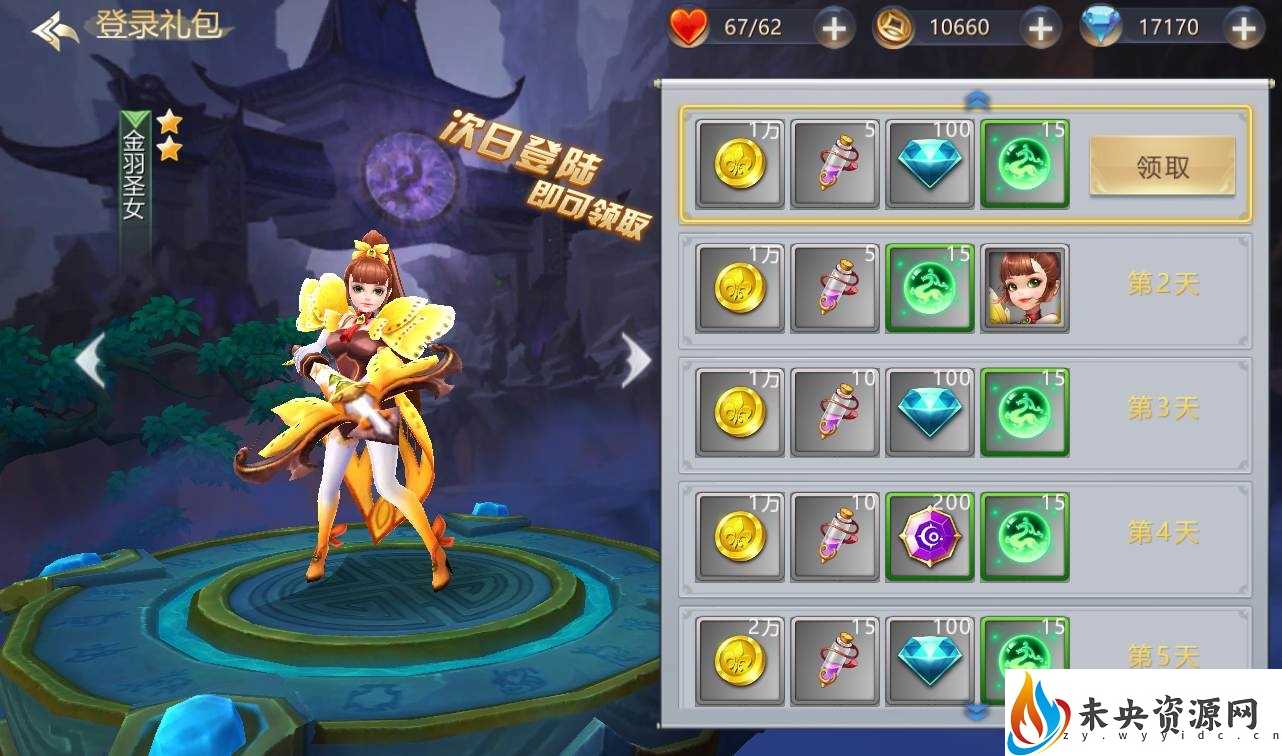 登录礼包
67/62
10660
17170
金羽圣女
次日登陆
即可领取
1万 5 100 15
领取
1万 5 15
第2天
1万 10 100 15
第3天
1万 10 200 15
第4天
2万 15 100 15
第5天
未央资源网
zy.wyyidc.cn